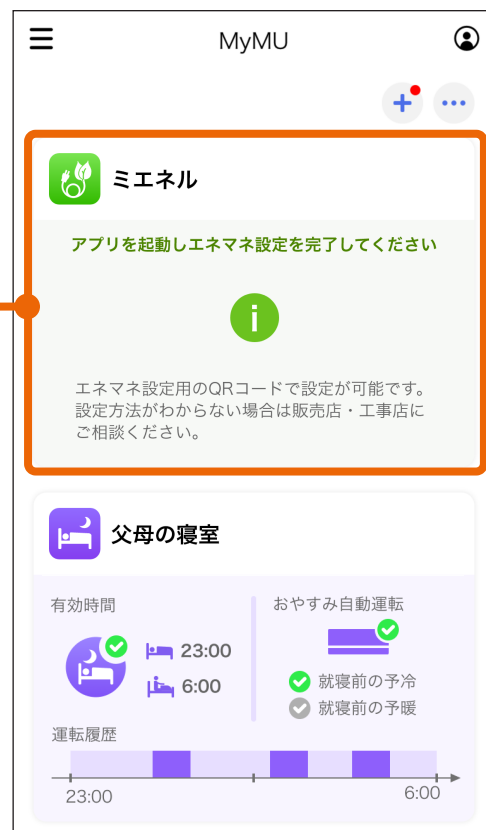 MyMU
ミエネル
アプリを起動しエネマネ設定を完了してください
エネマネ設定用のQRコードで設定が可能です。
設定方法がわからない場合は販売店・工事店に
ご相談ください。
父母の寝室
有効時間
23:00
6:00
おやすみ自動運転
就寝前の予冷
就寝前の予暖
運転履歴
23:00
6:00